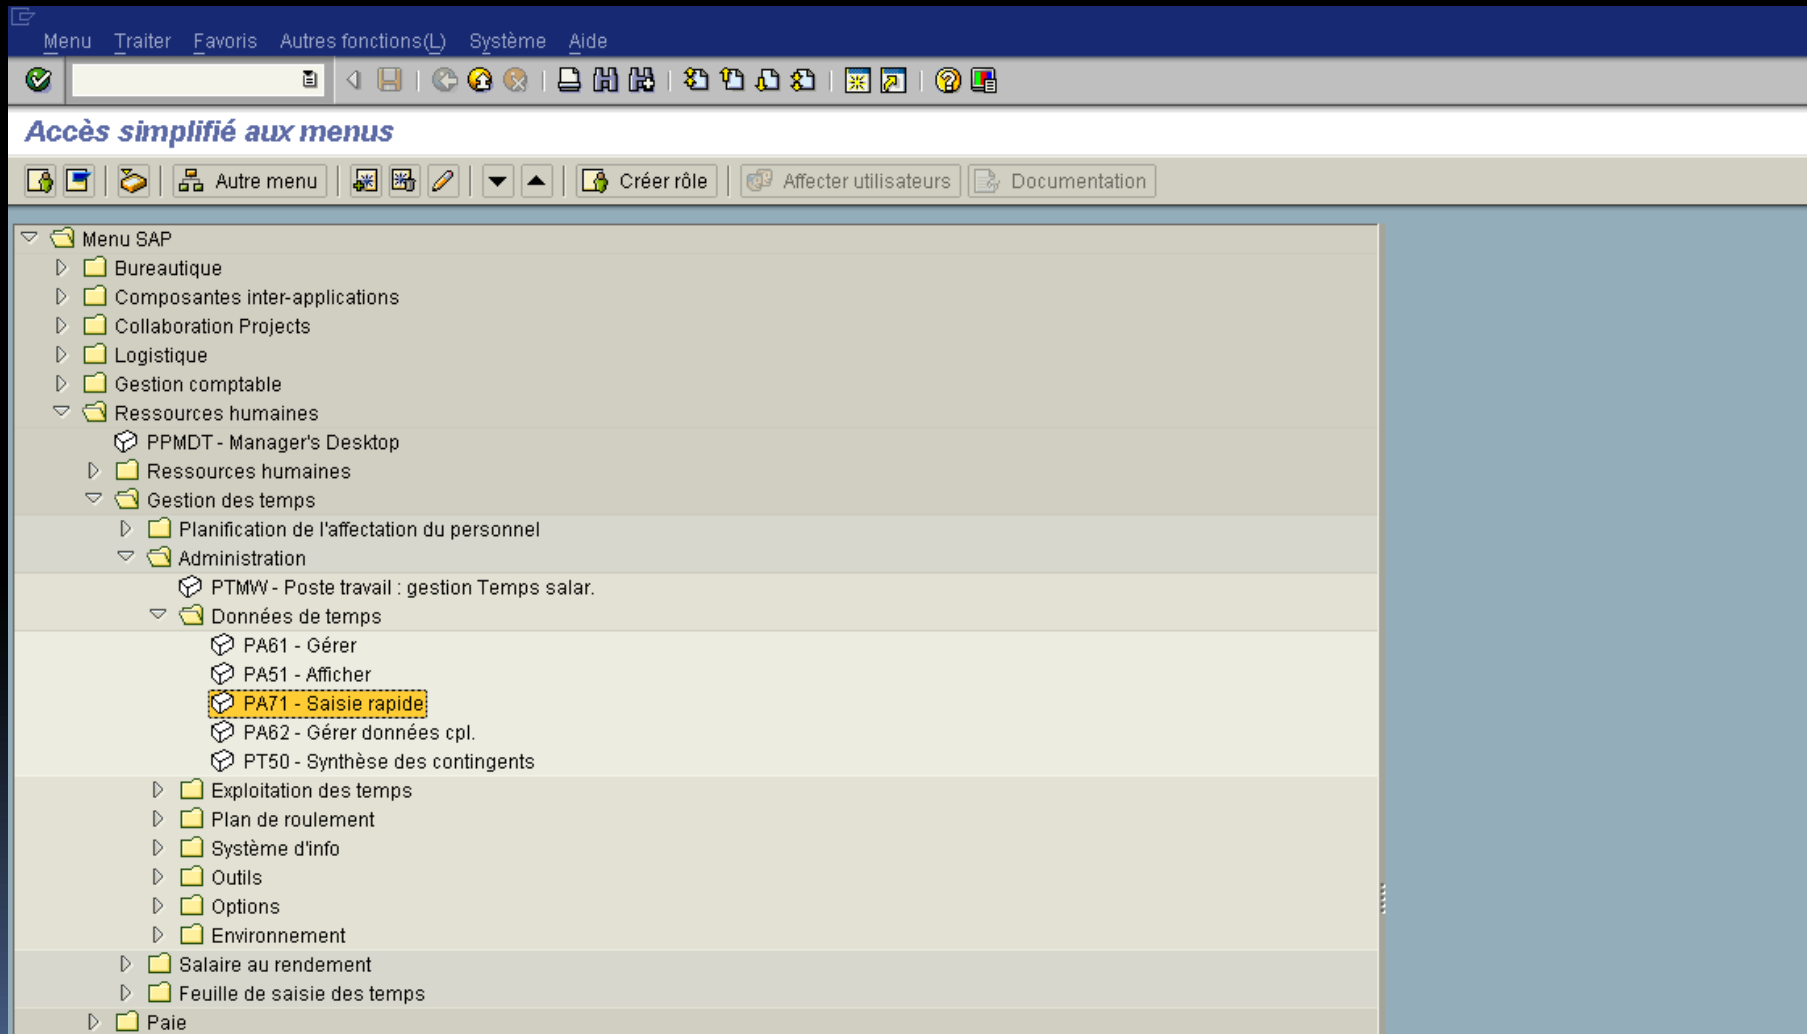 Menu Traiter Favoris Autres fonctions(L) Système Aide
Accès simplifié aux menus
Autre menu Créer rôle Affecter utilisateurs Documentation
Menu SAP
Bureautique
Composantes inter-applications
Collaboration Projects
Logistique
Gestion comptable
Ressources humaines
PPMDT - Manager's Desktop
Ressources humaines
Gestion des temps
Planification de l'affectation du personnel
Administration
PTMW - Poste travail : gestion Temps salar.
Données de temps
PA61 - Gérer
PA51 - Afficher
PA71 - Saisie rapide
PA62 - Gérer données cpl.
PT50 - Synthèse des contingents
Exploitation des temps
Plan de roulement
Système d'info
Outils
Options
Environnement
Salaire au rendement
Feuille de saisie des temps
Paie